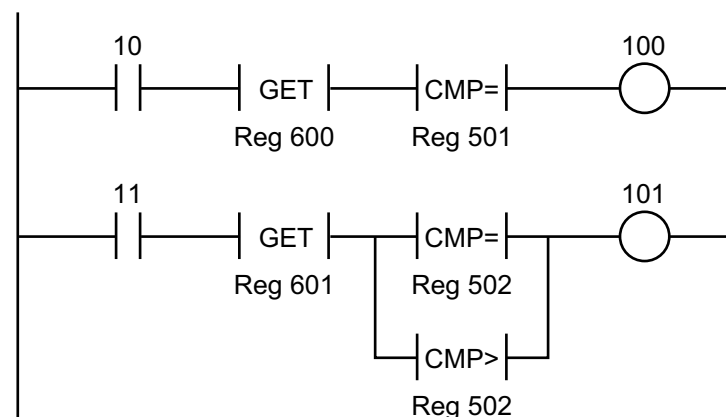 10
100
GET
CMP=
Reg 600
Reg 501
11
101
GET
CMP=
Reg 601
Reg 502
CMP>
Reg 502